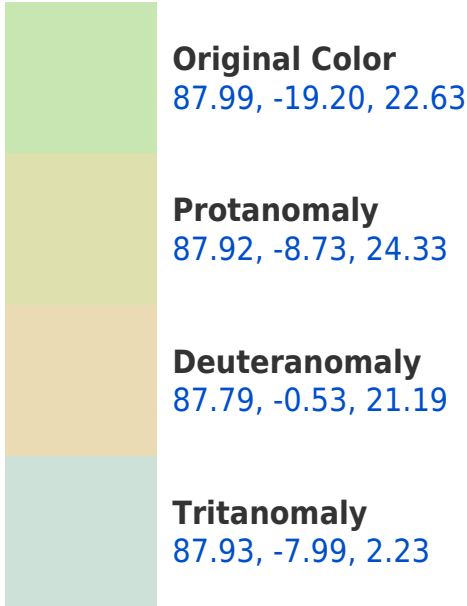 Original Color
87.99, -19.20, 22.63
Protanomaly
87.92, -8.73, 24.33
Deuteranomaly
87.79, -0.53, 21.19
Tritanomaly
87.93, -7.99, 2.23